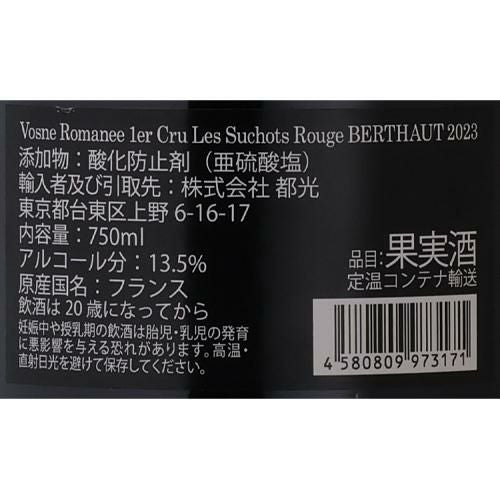 Vosne Romanee 1er Cru Les Suchots Rouge BERTHAUT 2023
添加物：酸化防止剤（亜硫酸塩）
輸入者及び引取先：株式会社 都光
東京都台東区上野 6-16-17
内容量：750ml
アルコール分：13.5%
原産国名：フランス
飲酒は20歳になってから
妊娠中や授乳期の飲酒は胎児・乳児の発育
に悪影響を与える恐れがあります。高温・
直射日光を避けて保存してください。
品目：果実酒
定温コンテナ輸送
4 580809 973171